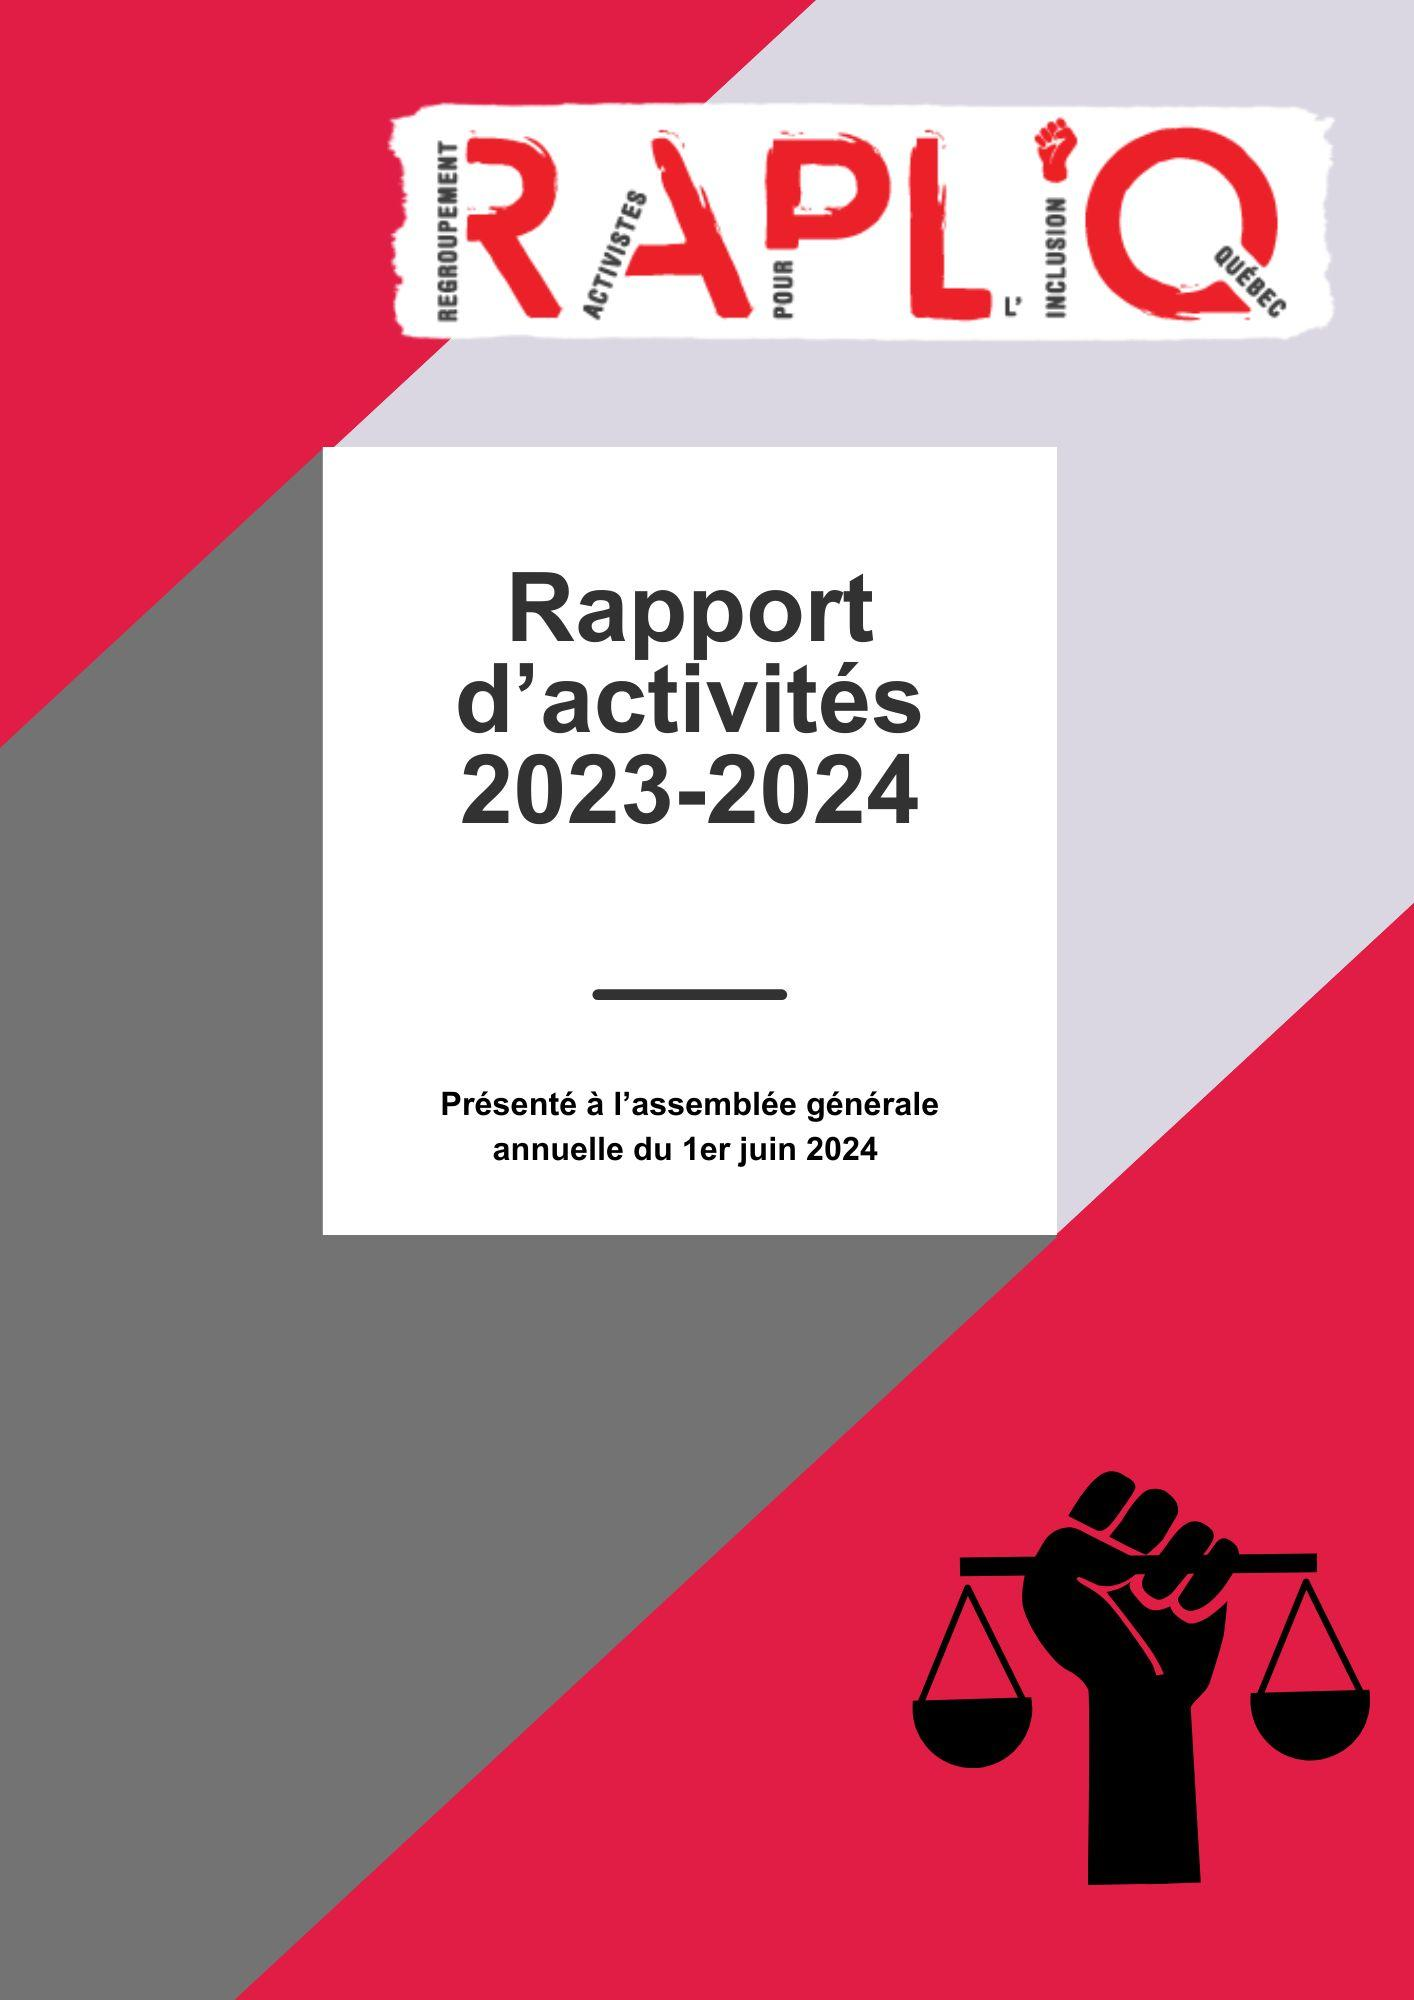 RAPLIQ
REGROUPEMENT
ACTIVISTES
POUR
L'
INCLUSION
QUÉBEC
Rapport
d’activités
2023-2024
Présenté à l’assemblée générale
annuelle du 1er juin 2024